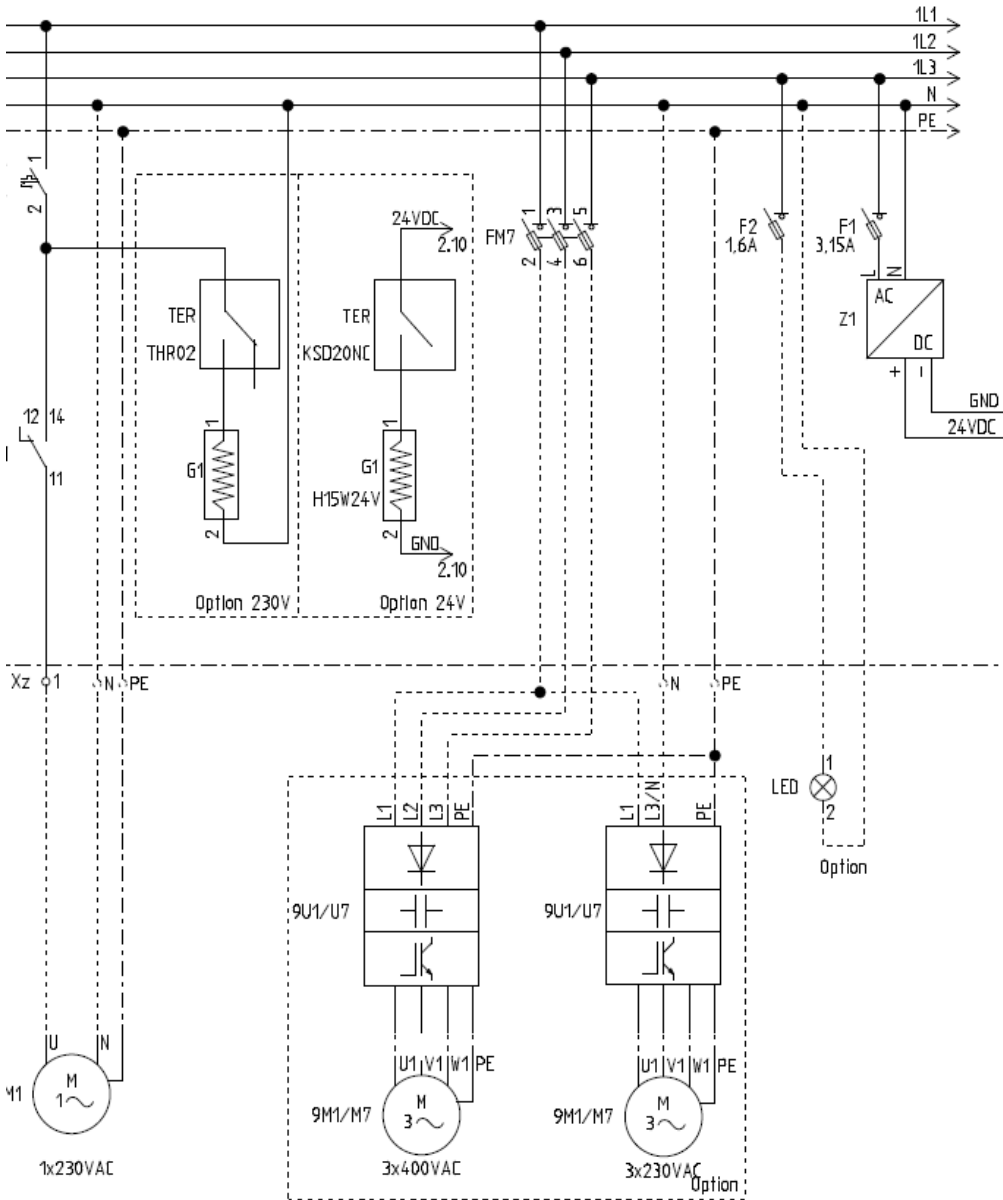 1L1
1L2
1L3
N
PE
1
2
24VDC
2.10
FM7
1 3 5
2 4 6
F2
1,6A
F1
3,15A
L N
AC
Z1
DC
+ -
GND
24VDC
TER
THR02
TER
KSD20NC
12 14
11
1
G1
2
1
G1
H15W24V
2
GND
2.10
Option 230V
Option 24V
Xz 1 N PE
N PE
L1 L2 L3 PE
L1 L3/N PE
1
LED
2
Option
9U1/U7
9U1/U7
U N
M
1
M1
1x230VAC
U1 V1 W1 PE
M
3
9M1/M7
3x400VAC
U1 V1 W1 PE
M
3
9M1/M7
3x230VAC
Option